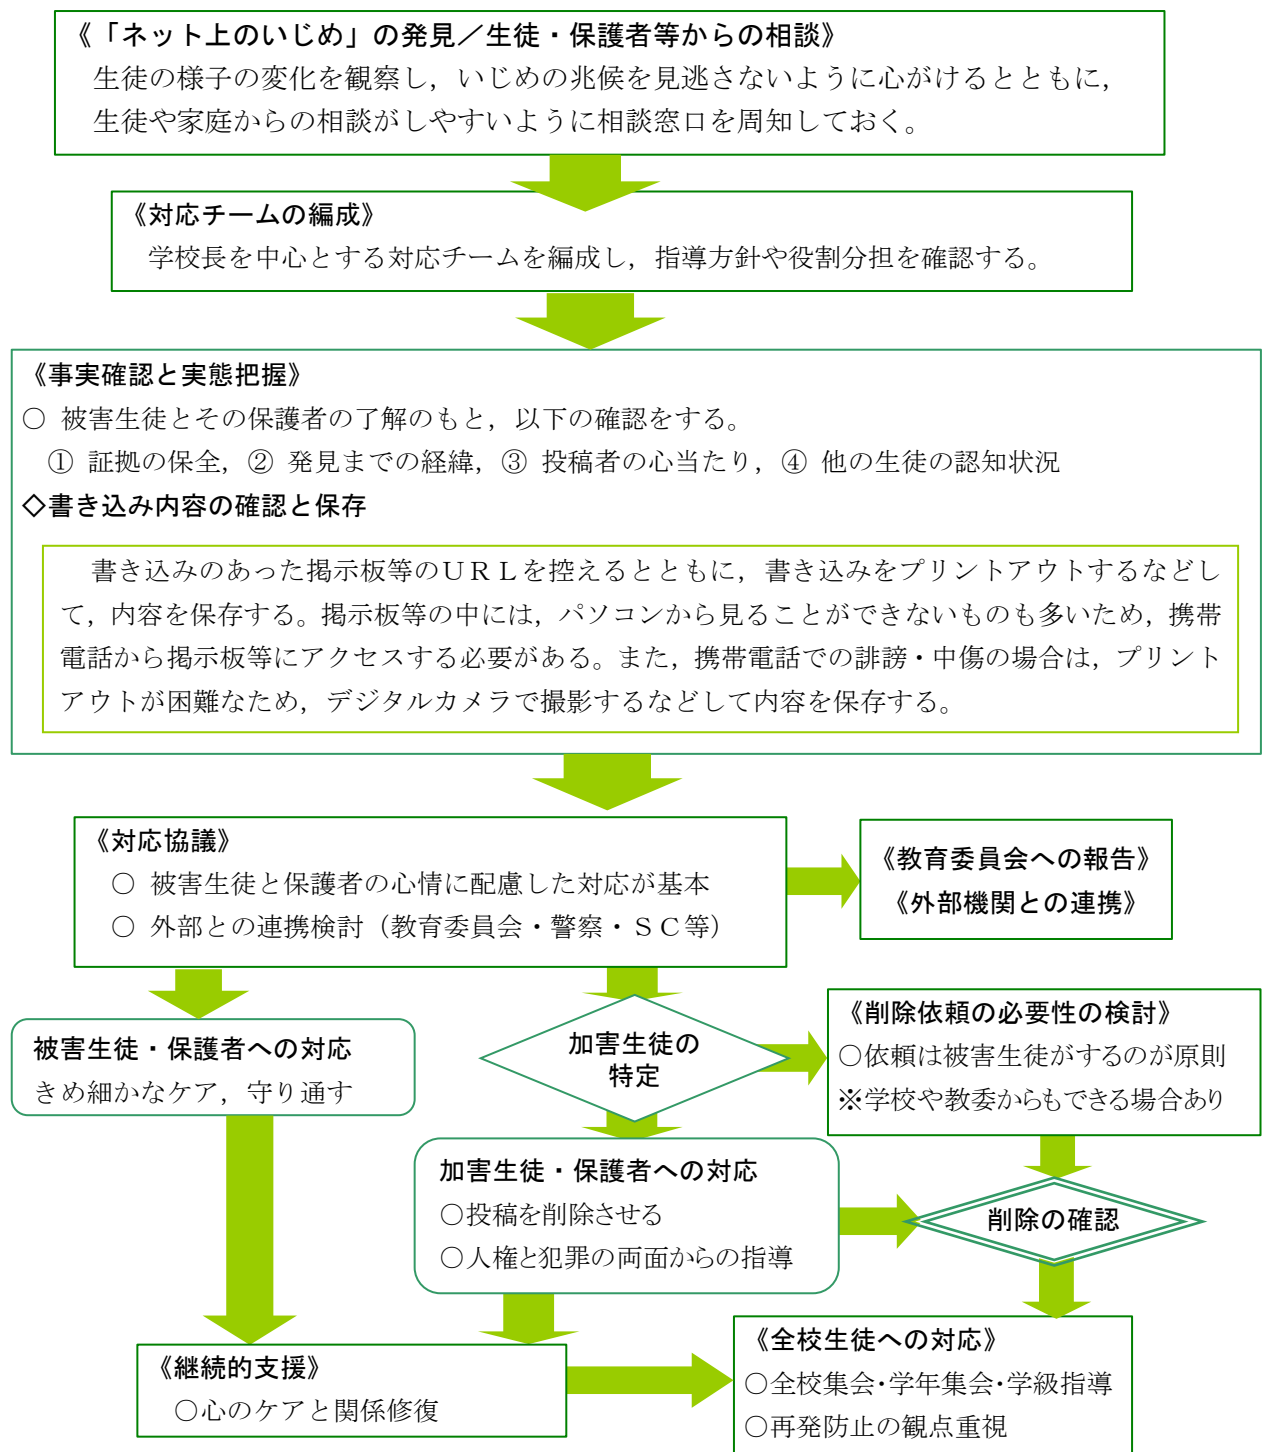 《「ネット上のいじめ」の発見／生徒・保護者等からの相談》
生徒の様子の変化を観察し，いじめの兆候を見逃さないように心がけるとともに，
生徒や家庭からの相談がしやすいように相談窓口を周知しておく。
《対応チームの編成》
学校長を中心とする対応チームを編成し，指導方針や役割分担を確認する。
《事実確認と実態把握》
○ 被害生徒とその保護者の了解のもと，以下の確認をする。
① 証拠の保全，② 発見までの経緯，③ 投稿者の心当たり，④ 他の生徒の認知状況
◇書き込み内容の確認と保存
書き込みのあった掲示板等のＵＲＬを控えるとともに，書き込みをプリントアウトするなどし
て，内容を保存する。掲示板等の中には，パソコンから見ることができないものも多いため，携帯
電話から掲示板等にアクセスする必要がある。また，携帯電話での誹謗・中傷の場合は，プリント
アウトが困難なため，デジタルカメラで撮影するなどして内容を保存する。
《対応協議》
○ 被害生徒と保護者の心情に配慮した対応が基本
○ 外部との連携検討（教育委員会・警察・ＳＣ等）
《教育委員会への報告》
《外部機関との連携》
被害生徒・保護者への対応
きめ細かなケア，守り通す
加害生徒の
特定
《削除依頼の必要性の検討》
○依頼は被害生徒がするのが原則
※学校や教委からもできる場合あり
加害生徒・保護者への対応
○投稿を削除させる
○人権と犯罪の両面からの指導
削除の確認
《継続的支援》
○心のケアと関係修復
《全校生徒への対応》
○全校集会・学年集会・学級指導
○再発防止の観点重視